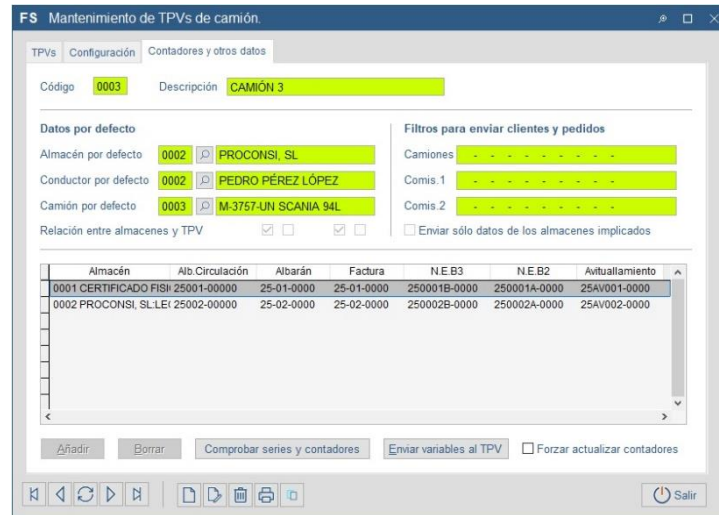 FS Mantenimiento de TPVs de camión.
TPVs Configuración Contadores y otros datos
Código 0003 Descripción CAMIÓN 3
Datos por defecto
Almacén por defecto 0002 PROCONSI, SL
Conductor por defecto 0002 PEDRO PÉREZ LÓPEZ
Camión por defecto 0003 M-3757-UN SCANIA 94L
Relación entre almacenes y TPV
Filtros para enviar clientes y pedidos
Camiones - - - - - - - - -
Comis.1 - - - - - - - - -
Comis.2 - - - - - - - - -
Enviar sólo datos de los almacenes implicados
Almacén Alb.Circulación Albarán Factura N.E.B3 N.E.B2 Avituallamiento
0001 CERTIFICADO FISI 25001-00000 25-01-0000 25-01-0000 250001B-0000 250001A-0000 25AV001-0000
0002 PROCONSI, SL:LE( 25002-00000 25-02-0000 25-02-0000 250002B-0000 250002A-0000 25AV002-0000
Añadir Borrar Comprobar series y contadores Enviar variables al TPV Forzar actualizar contadores
Salir